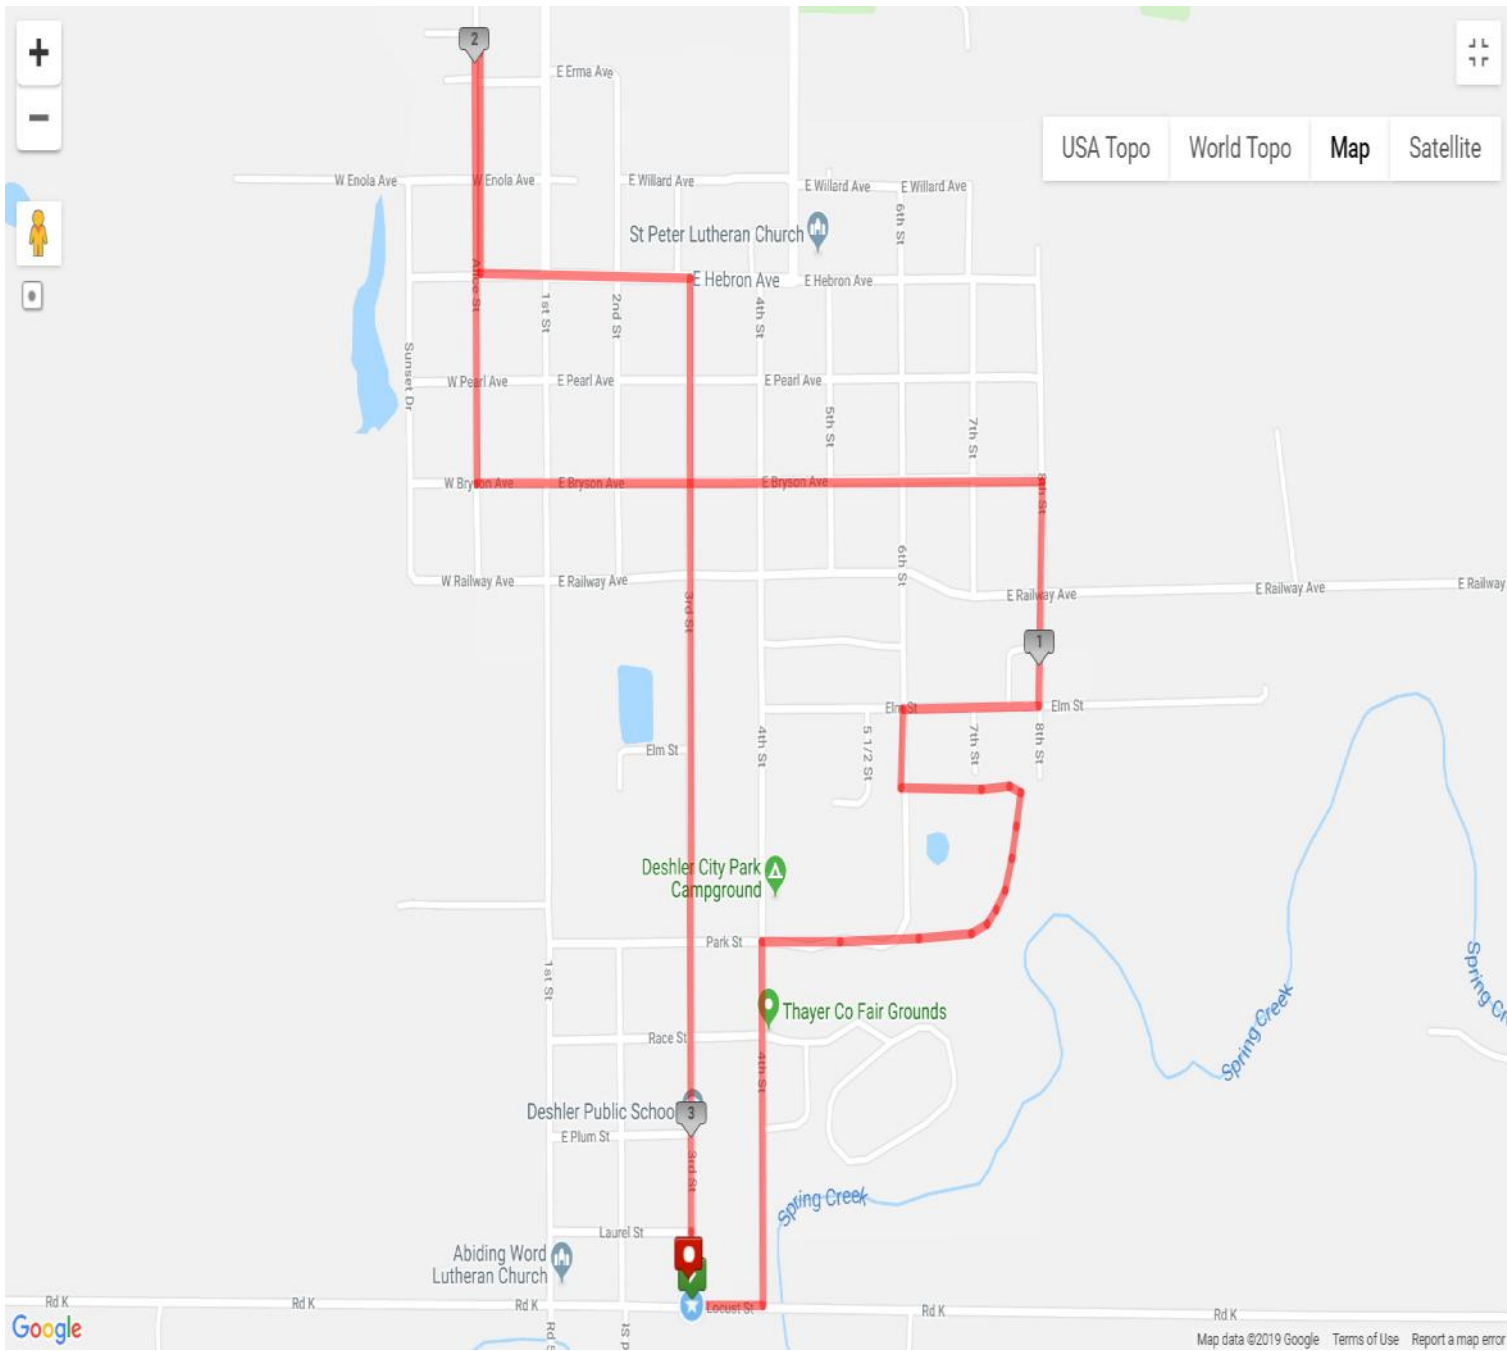 2
+
−
E Erma Ave
USA Topo
World Topo
Map
Satellite
W Enola Ave
W Enola Ave
E Willard Ave
E Willard Ave
E Willard Ave
6th St
St Peter Lutheran Church
Alice St
E Hebron Ave
E Hebron Ave
1st St
2nd St
4th St
Sunset Dr
W Pearl Ave
E Pearl Ave
E Pearl Ave
5th St
7th St
W Bryson Ave
E Bryson Ave
E Bryson Ave
8th St
6th St
W Railway Ave
E Railway Ave
E Railway Ave
E Railway Ave
E Railway
3rd St
1
Elm St
Elm St
Elm St
4th St
5 1/2 St
7th St
8th St
Deshler City Park
Campground
Park St
1st St
Spring Creek
Spring Cr
Thayer Co Fair Grounds
Race St
4th St
Deshler Public Schoo
3
E Plum St
3rd St
Spring Creek
Laurel St
Abiding Word
Lutheran Church
Rd K
Rd K
Rd K
Locust St
Rd K
Rd K
Google
Map data ©2019 Google
Terms of Use
Report a map error